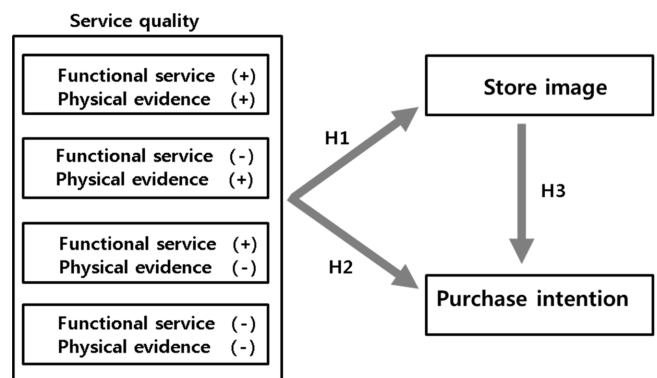 Service quality
Functional service (+)
Physical evidence (+)
Functional service (-)
Physical evidence (+)
Functional service (+)
Physical evidence (-)
Functional service (-)
Physical evidence (-)
Store image
H1
H3
H2
Purchase intention